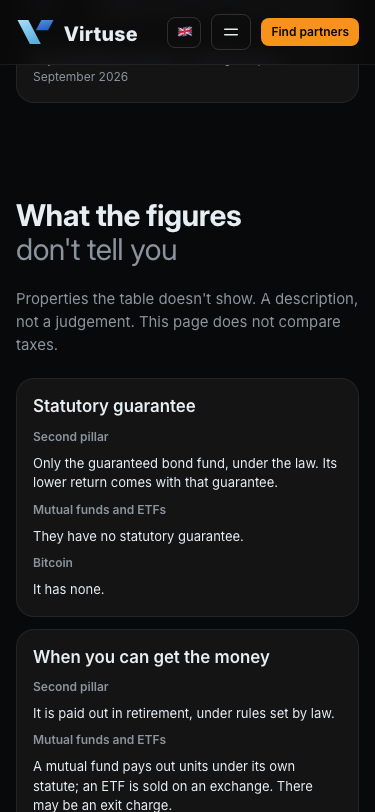 Virtuse
Find partners
September 2026
What the figures
don't tell you
Properties the table doesn't show. A description,
not a judgement. This page does not compare
taxes.
Statutory guarantee
Second pillar
Only the guaranteed bond fund, under the law. Its
lower return comes with that guarantee.
Mutual funds and ETFs
They have no statutory guarantee.
Bitcoin
It has none.
When you can get the money
Second pillar
It is paid out in retirement, under rules set by law.
Mutual funds and ETFs
A mutual fund pays out units under its own
statute; an ETF is sold on an exchange. There
may be an exit charge.